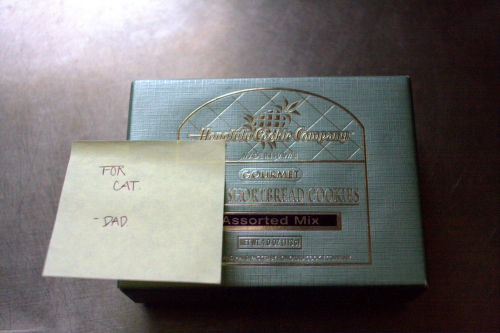 Honolulu Cookie Company
GOURMET
SHORTBREAD COOKIES
Assorted Mix
FOR
CAT.
- DAD